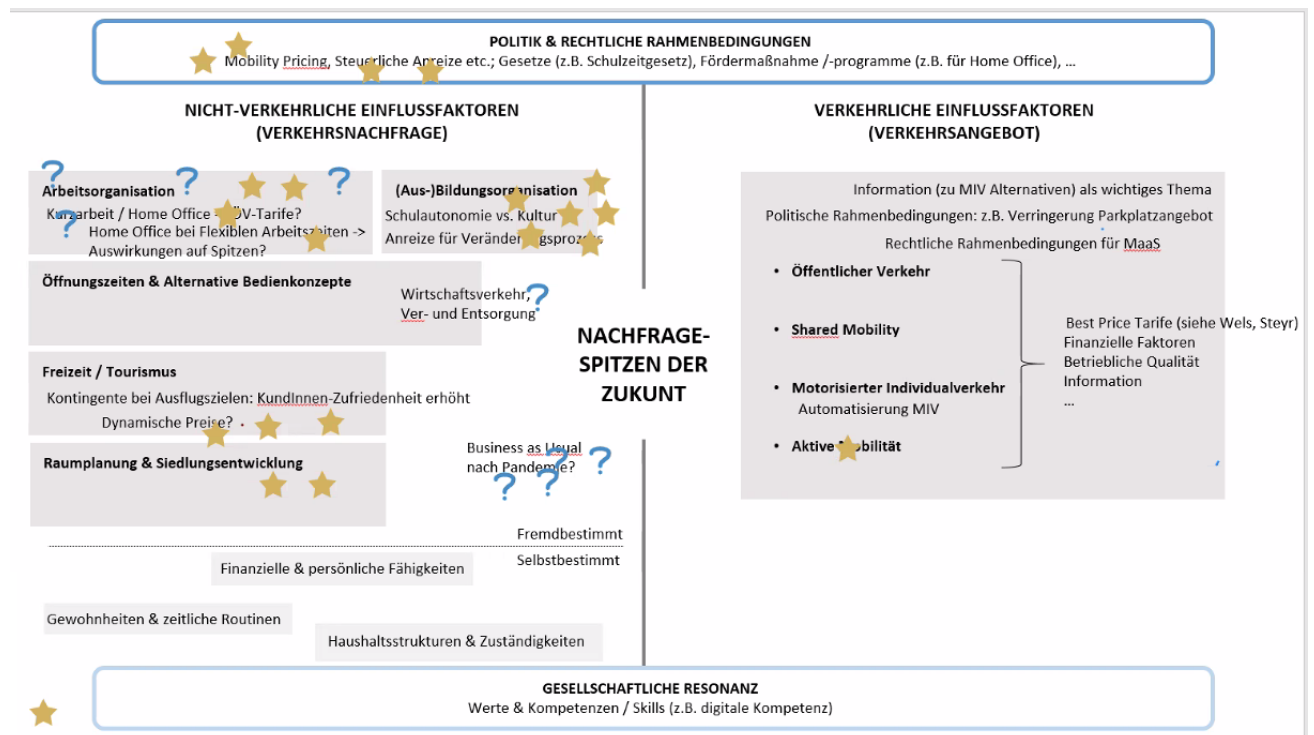 POLITIK & RECHTLICHE RAHMENBEDINGUNGEN
Mobility Pricing, Steuerliche Anreize etc.; Gesetze (z.B. Schulzeitgesetz), Fördermaßnahme /-programme (z.B. für Home Office), ...
NICHT-VERKEHRLICHE EINFLUSSFAKTOREN
(VERKEHRSNACHFRAGE)
Arbeitsorganisation
Kurzarbeit / Home Office - ÖV-Tarife?
Home Office bei Flexiblen Arbeitszeiten ->
Auswirkungen auf Spitzen?
(Aus-)Bildungsorganisation
Schulautonomie vs. Kultur
Anreize für Veränderungsprozess
Öffnungszeiten & Alternative Bedienkonzepte
Wirtschaftsverkehr,
Ver- und Entsorgung
Freizeit / Tourismus
Kontingente bei Ausflugszielen: KundInnen-Zufriedenheit erhöht
Dynamische Preise?
Raumplanung & Siedlungsentwicklung
Business as Usual
nach Pandemie?
Fremdbestimmt
Selbstbestimmt
Finanzielle & persönliche Fähigkeiten
Gewohnheiten & zeitliche Routinen
Haushaltsstrukturen & Zuständigkeiten
NACHFRAGE-
SPITZEN DER
ZUKUNT
VERKEHRLICHE EINFLUSSFAKTOREN
(VERKEHRSANGEBOT)
Information (zu MIV Alternativen) als wichtiges Thema
Politische Rahmenbedingungen: z.B. Verringerung Parkplatzangebot
Rechtliche Rahmenbedingungen für MaaS
• Öffentlicher Verkehr
• Shared Mobility
• Motorisierter Individualverkehr
Automatisierung MIV
• Aktive Mobilität
Best Price Tarife (siehe Wels, Steyr)
Finanzielle Faktoren
Betriebliche Qualität
Information
...
GESELLSCHAFTLICHE RESONANZ
Werte & Kompetenzen / Skills (z.B. digitale Kompetenz)